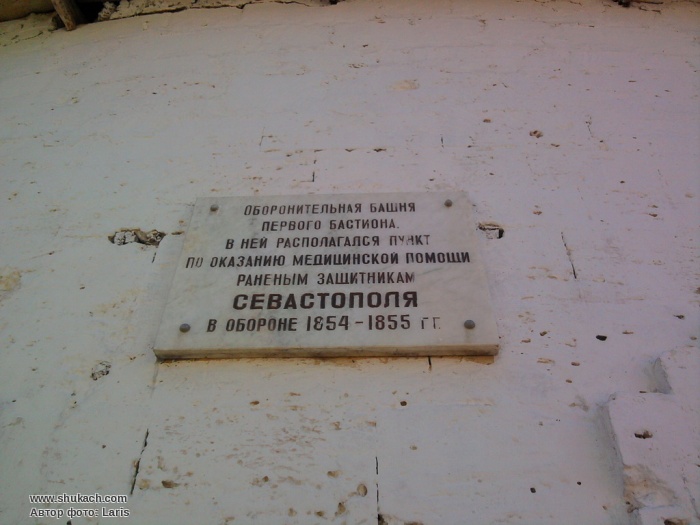 ОБОРОНИТЕЛЬНАЯ БАШНЯ
ПЕРВОГО БАСТИОНА.
В НЕЙ РАСПОЛАГАЛСЯ ПУНКТ
ПО ОКАЗАНИЮ МЕДИЦИНСКОЙ ПОМОЩИ
РАНЕНЫМ ЗАЩИТНИКАМ
СЕВАСТОПОЛЯ
В ОБОРОНЕ 1854-1855 ГГ.
www.shukach.com
Автор фото: Laris